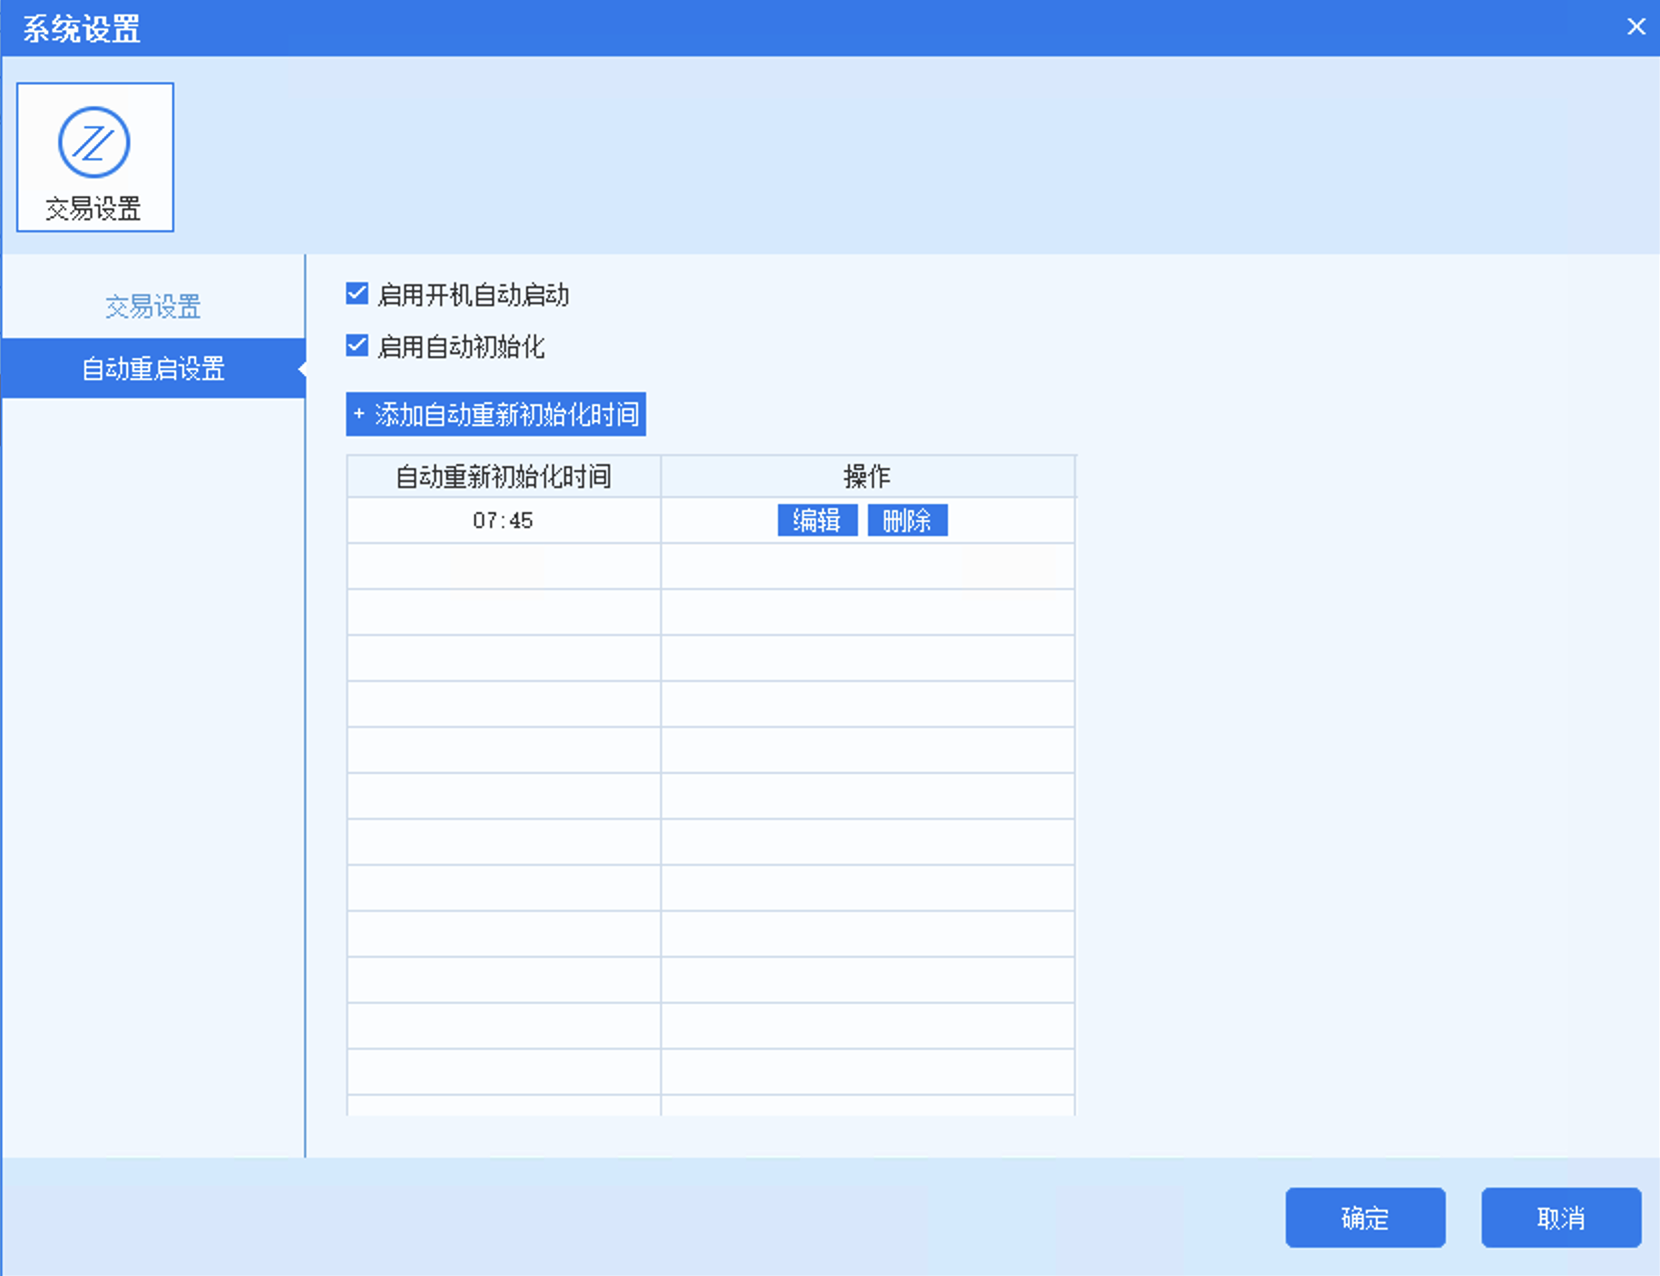 系统设置
交易设置
交易设置
自动重启设置
启用开机自动启动
启用自动初始化
+ 添加自动重新初始化时间
自动重新初始化时间 操作
07:45 编辑 删除
确定 取消